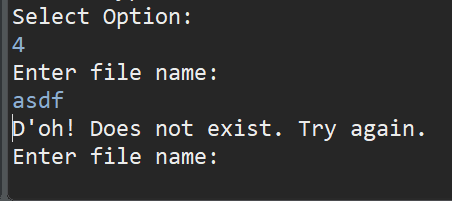 Select Option:
4
Enter file name:
asdf
D'oh! Does not exist. Try again.
Enter file name: